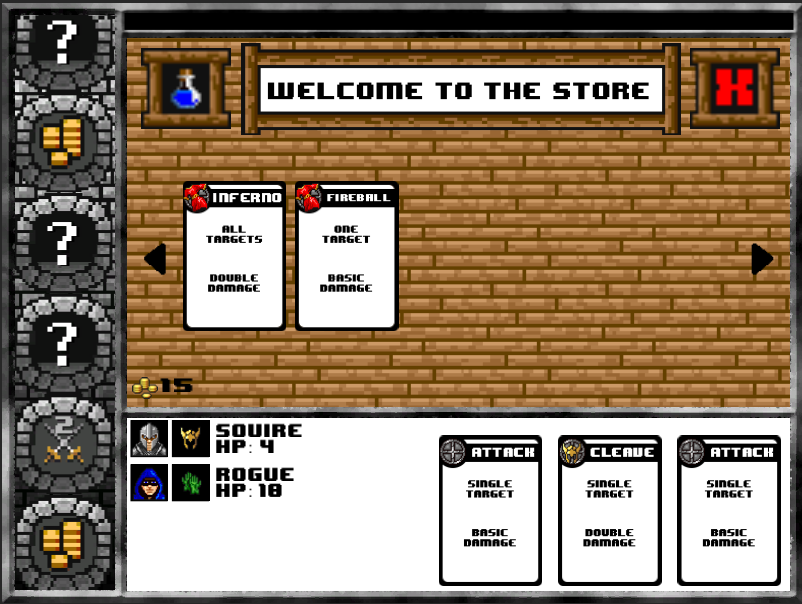 ?
WELCOME TO THE STORE
X
INFERNO
ALL
TARGETS
DOUBLE
DAMAGE
FIREBALL
ONE
TARGET
BASIC
DAMAGE
?
?
15
2
SQUIRE
HP: 4
ROGUE
HP: 18
ATTACK
SINGLE
TARGET
BASIC
DAMAGE
CLEAVE
SINGLE
TARGET
DOUBLE
DAMAGE
ATTACK
SINGLE
TARGET
BASIC
DAMAGE